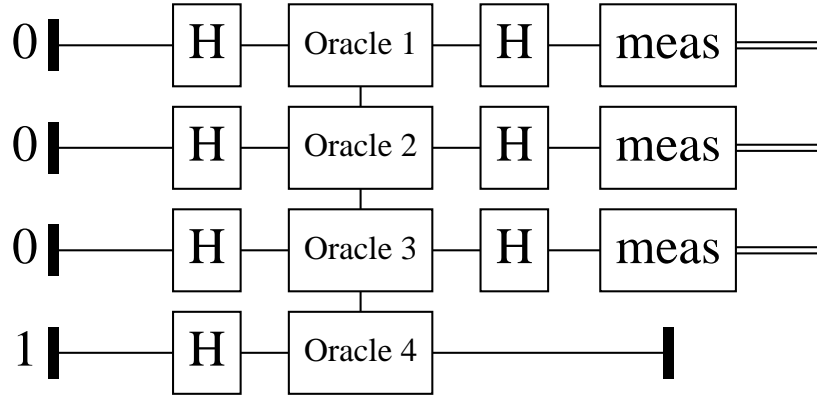 0 H Oracle 1 H meas
0 H Oracle 2 H meas
0 H Oracle 3 H meas
1 H Oracle 4